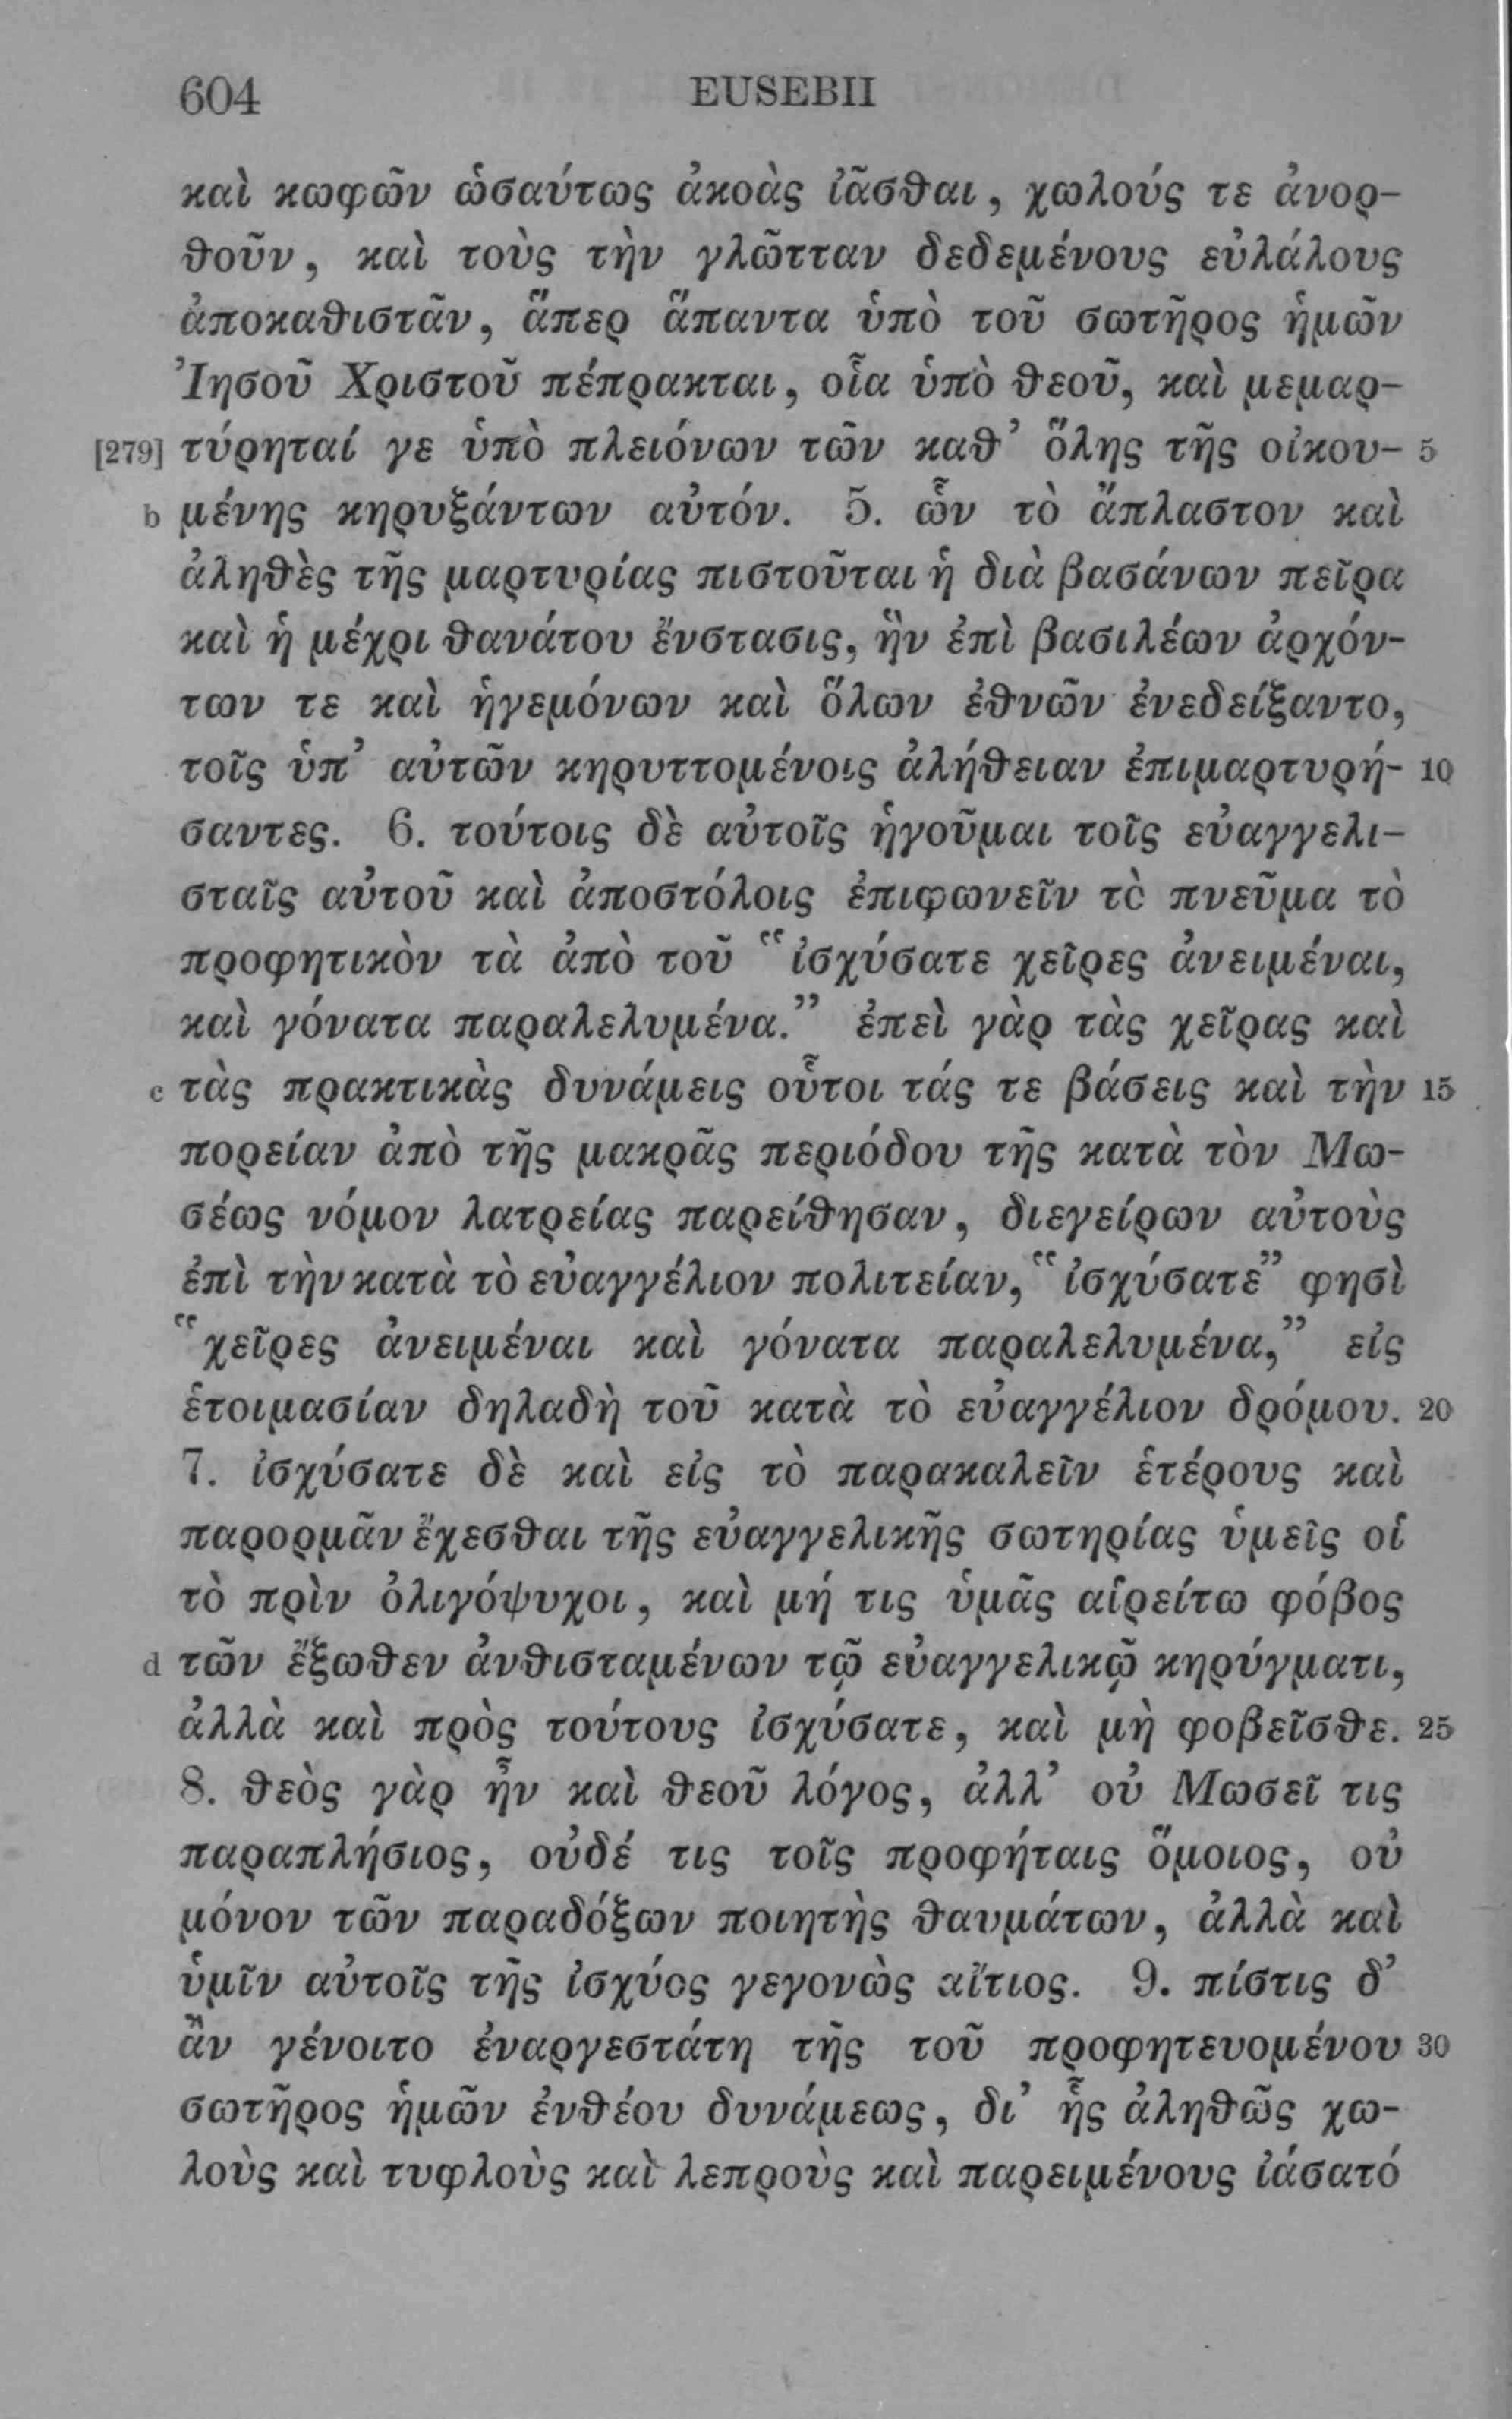 604 EUSEBII
καὶ κωφῶν ὡσαύτως ἀκοὰς ἰᾶσθαι, χωλούς τε ἀνορ-
θοῦν, καὶ τοὺς τὴν γλῶτταν δεδεμένους εὐλάλους
ἀποκαθιστᾶν, ἅπερ ἅπαντα ὑπὸ τοῦ σωτῆρος ἡμῶν
Ἰησοῦ Χριστοῦ πέπρακται, οἷα ὑπὸ θεοῦ, καὶ μεμαρ-
[279] τύρηταί γε ὑπὸ πλειόνων τῶν καθ’ ὅλης τῆς οἰκου- 5
b μένης κηρυξάντων αὐτόν. 5. ὧν τὸ ἄπλαστον καὶ
ἀληθὲς τῆς μαρτυρίας πιστοῦται ἡ διὰ βασάνων πεῖρα
καὶ ἡ μέχρι θανάτου ἔνστασις, ἣν ἐπὶ βασιλέων ἀρχόν-
των τε καὶ ἡγεμόνων καὶ ὅλων ἐθνῶν ἐνεδείξαντο,
τοῖς ὑπ’ αὐτῶν κηρυττομένοις ἀλήθειαν ἐπιμαρτυρή- 10
σαντες. 6. τούτοις δὲ αὐτοῖς ἡγοῦμαι τοῖς εὐαγγελι-
σταῖς αὐτοῦ καὶ ἀποστόλοις ἐπιφωνεῖν τὸ πνεῦμα τὸ
προφητικὸν τὰ ἀπὸ τοῦ “ἰσχύσατε χεῖρες ἀνειμέναι,
καὶ γόνατα παραλελυμένα.” ἐπεὶ γὰρ τὰς χεῖρας καὶ
c τὰς πρακτικὰς δυνάμεις οὗτοι τάς τε βάσεις καὶ τὴν 15
πορείαν ἀπὸ τῆς μακρᾶς περιόδου τῆς κατὰ τὸν Μω-
σέως νόμον λατρείας παρείθησαν, διεγείρων αὐτοὺς
ἐπὶ τὴν κατὰ τὸ εὐαγγέλιον πολιτείαν, “ἰσχύσατε” φησὶ
“χεῖρες ἀνειμέναι καὶ γόνατα παραλελυμένα,” εἰς
ἑτοιμασίαν δηλαδὴ τοῦ κατὰ τὸ εὐαγγέλιον δρόμου. 20
7. ἰσχύσατε δὲ καὶ εἰς τὸ παρακαλεῖν ἑτέρους καὶ
παρορμᾶν ἔχεσθαι τῆς εὐαγγελικῆς σωτηρίας ὑμεῖς οἱ
τὸ πρὶν ὀλιγόψυχοι, καὶ μή τις ὑμᾶς αἱρείτω φόβος
d τῶν ἔξωθεν ἀνθισταμένων τῷ εὐαγγελικῷ κηρύγματι,
ἀλλὰ καὶ πρὸς τούτους ἰσχύσατε, καὶ μὴ φοβεῖσθε. 25
8. θεὸς γὰρ ἦν καὶ θεοῦ λόγος, ἀλλ’ οὐ Μωσεῖ τις
παραπλήσιος, οὐδέ τις τοῖς προφήταις ὅμοιος, οὐ
μόνον τῶν παραδόξων ποιητὴς θαυμάτων, ἀλλὰ καὶ
ὑμῖν αὐτοῖς τῆς ἰσχύος γεγονὼς αἴτιος. 9. πίστις δ’
ἂν γένοιτο ἐναργεστάτη τῆς τοῦ προφητευομένου 30
σωτῆρος ἡμῶν ἐνθέου δυνάμεως, δι’ ἧς ἀληθῶς χω-
λοὺς καὶ τυφλοὺς καὶ λεπροὺς καὶ παρειμένους ἰάσατό